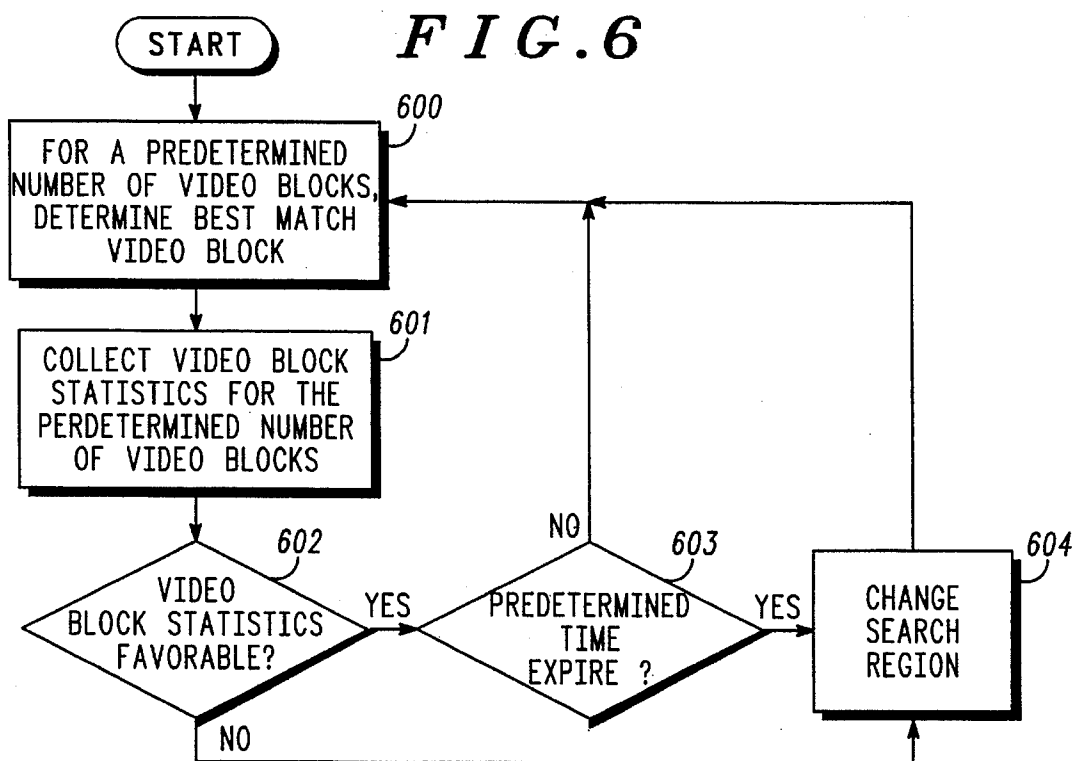 FIG.6
START
600
FOR A PREDETERMINED
NUMBER OF VIDEO BLOCKS,
DETERMINE BEST MATCH
VIDEO BLOCK
601
COLLECT VIDEO BLOCK
STATISTICS FOR THE
PERDETERMINED NUMBER
OF VIDEO BLOCKS
602
VIDEO
BLOCK STATISTICS
FAVORABLE?
YES
NO
603
PREDETERMINED
TIME
EXPIRE ?
NO
YES
604
CHANGE
SEARCH
REGION